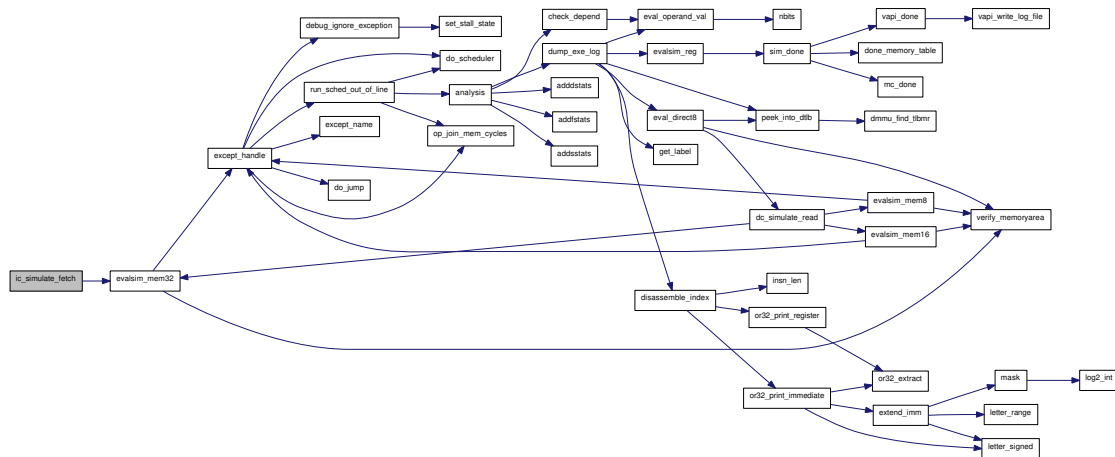 debug_ignore_exception
set_stall_state
check_depend
eval_operand_val
nbits
vapi_done
vapi_write_log_file
do_scheduler
dump_exe_log
evalsim_reg
sim_done
done_memory_table
run_sched_out_of_line
analysis
adddstats
mc_done
except_name
op_join_mem_cycles
addfstats
eval_direct8
peek_into_dtlb
dmmu_find_tlbmr
except_handle
addsstats
get_label
do_jump
evalsim_mem8
dc_simulate_read
verify_memoryarea
evalsim_mem16
ic_simulate_fetch
evalsim_mem32
insn_len
disassemble_index
or32_print_register
or32_extract
mask
log2_int
or32_print_immediate
extend_imm
letter_range
letter_signed